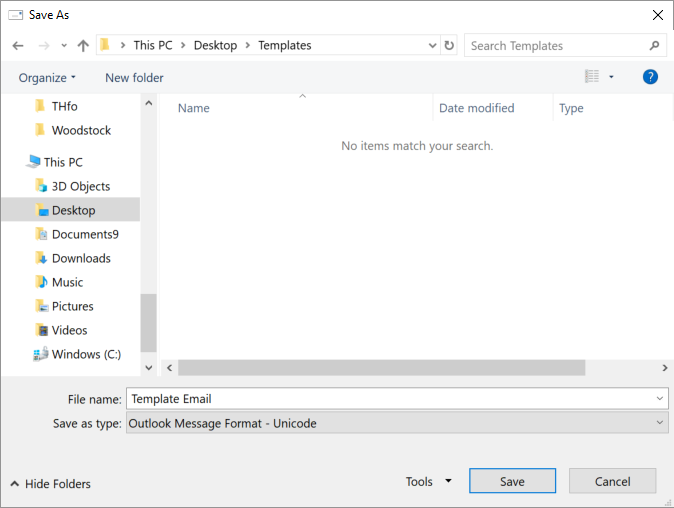 Save As
This PC > Desktop > Templates
Search Templates
Organize
New folder
?
THfo
Woodstock
This PC
3D Objects
Desktop
Documents9
Downloads
Music
Pictures
Videos
Windows (C:)
Name
Date modified
Type
No items match your search.
File name: Template Email
Save as type: Outlook Message Format - Unicode
Hide Folders
Tools
Save
Cancel